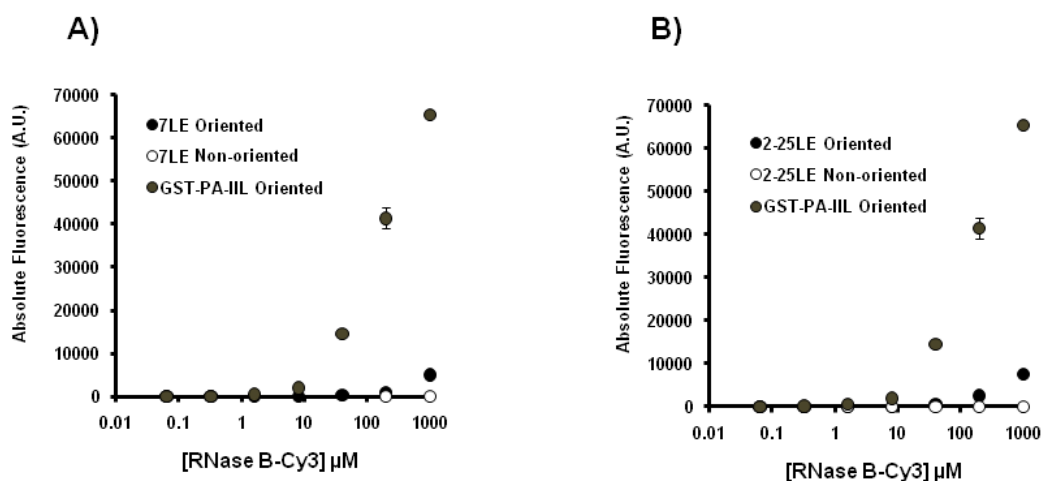 A)
Absolute Fluorescence (A.U.)
70000
60000
50000
40000
30000
20000
10000
0
7LE Oriented
7LE Non-oriented
GST-PA-IIL Oriented
0.01 0.1 1 10 100 1000
[RNase B-Cy3] µM
B)
Absolute Fluorescence (A.U.)
70000
60000
50000
40000
30000
20000
10000
0
2-25LE Oriented
2-25LE Non-oriented
GST-PA-IIL Oriented
0.01 0.1 1 10 100 1000
[RNase B-Cy3] µM